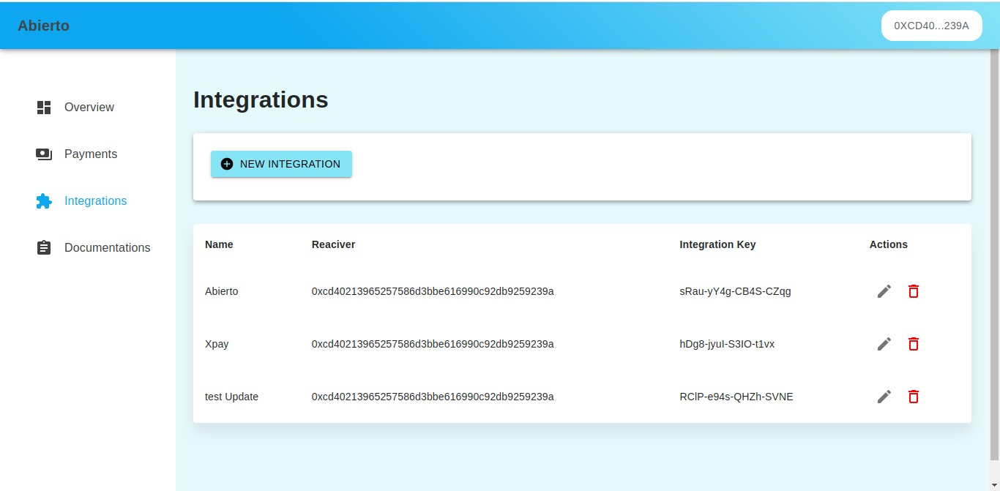 Abierto
0XCD40...239A
Overview
Payments
Integrations
Documentations
Integrations
NEW INTEGRATION
Name Reaciver Integration Key Actions
Abierto 0xcd40213965257586d3bbe616990c92db9259239a sRau-yY4g-CB4S-CZqg
Xpay 0xcd40213965257586d3bbe616990c92db9259239a hDg8-jyuI-S3IO-t1vx
test Update 0xcd40213965257586d3bbe616990c92db9259239a RClP-e94s-QHZh-SVNE